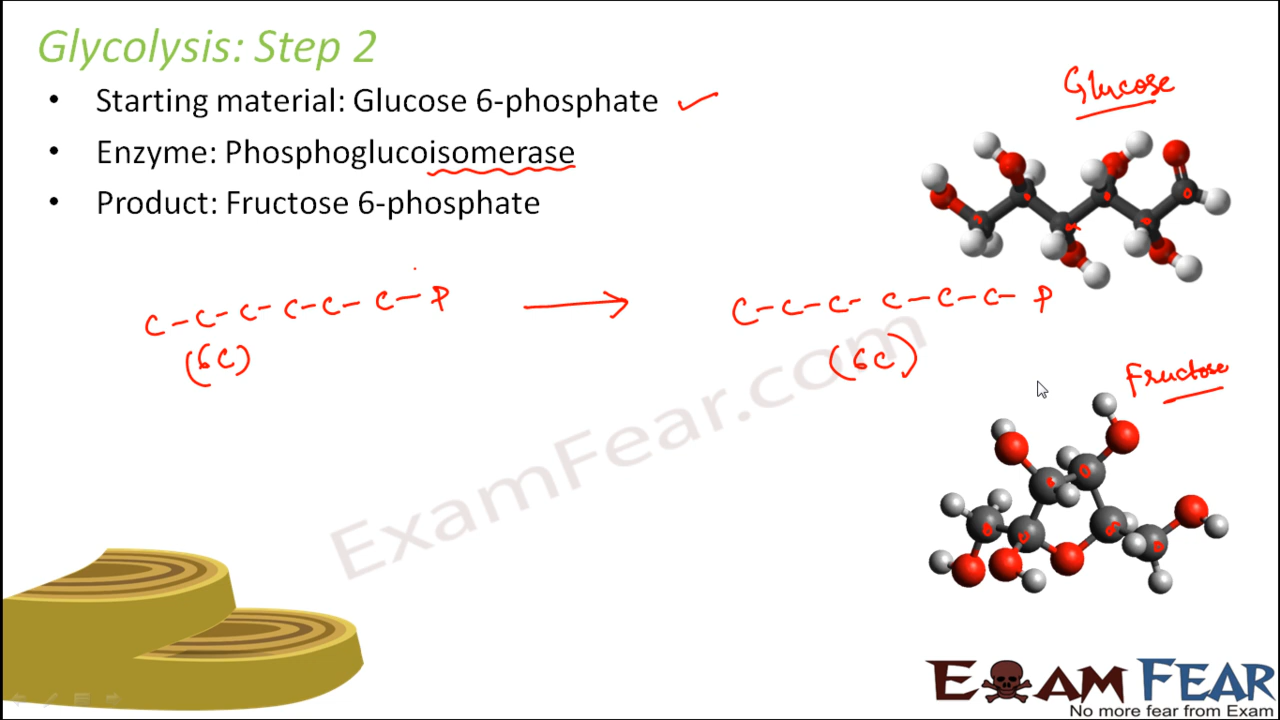 Glycolysis: Step 2
• Starting material: Glucose 6-phosphate
• Enzyme: Phosphoglucoisomerase
• Product: Fructose 6-phosphate
Glucose
C-C-C-C-C-C-P
C-C-C-C-C-C-P
(6C)
(6C)
Fructose
ExamFear.com
EXAM FEAR
No more fear from Exam